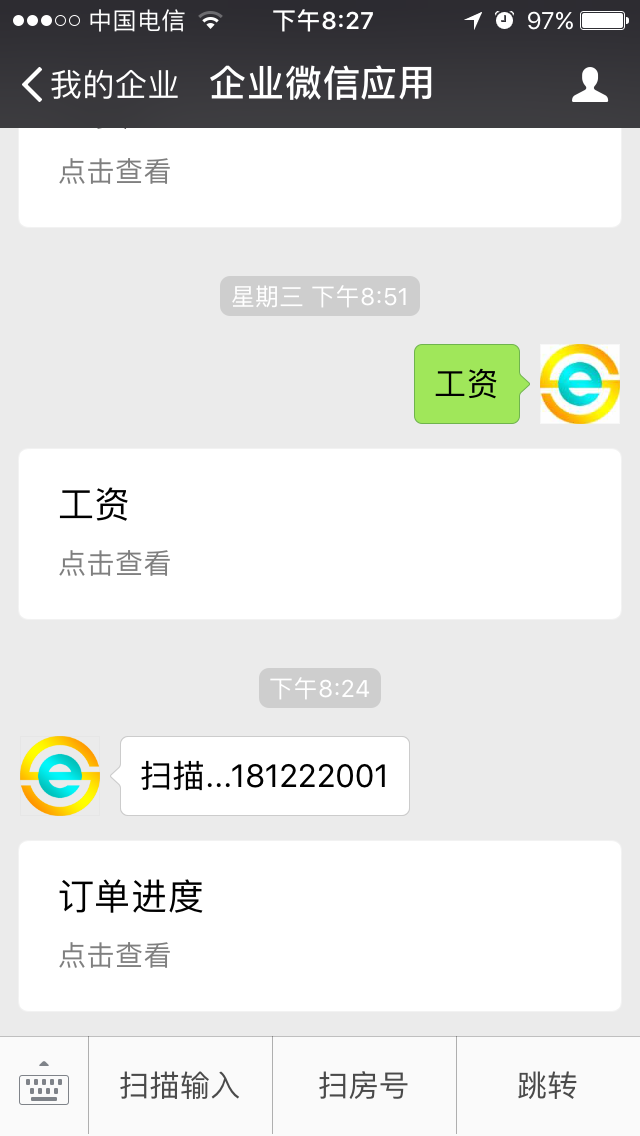 中国电信 下午8:27 97%
我的企业 企业微信应用
点击查看
星期三 下午8:51
工资
工资
点击查看
下午8:24
扫描...181222001
订单进度
点击查看
扫描输入 扫房号 跳转